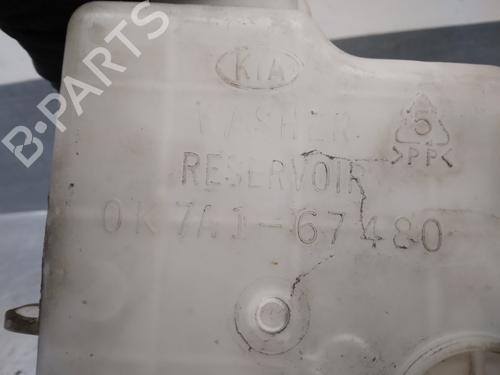 B-PARTS
KIA
WASHER
5
>PP<
RESERVOIR
0K7A1-67480